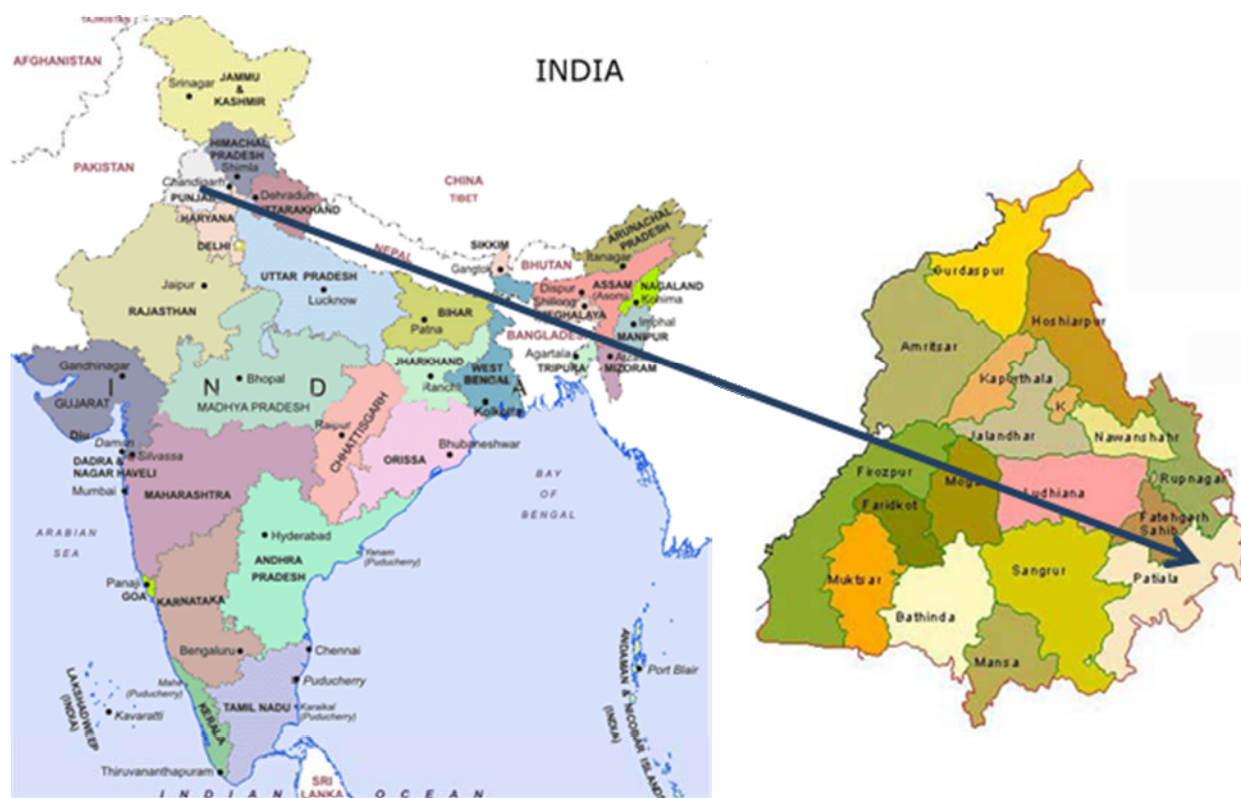 TAJIKISTAN
AFGHANISTAN
INDIA
Srinagar
JAMMU
&
KASHMIR
PAKISTAN
HIMACHAL
PRADESH
Shimla
CHINA
TIBET
Chandigarh
PUNJAB
Dehradun
UTTARAKHAND
HARYANA
DELHI
NEPAL
SIKKIM
Gangtok
BHUTAN
ARUNACHAL
PRADESH
Itanagar
Jaipur
RAJASTHAN
UTTAR PRADESH
Lucknow
BIHAR
Patna
Dispur
ASSAM
(Asom)
NAGALAND
Kohima
Shillong
MEGHALAYA
Imphal
MANIPUR
BANGLADESH
Agartala
TRIPURA
MIZORAM
Gandhinagar
GUJARAT
I N D A
Bhopal
MADHYA PRADESH
JHARKHAND
Ranchi
WEST
BENGAL
Kolkatta
Diu
Daman
Silvassa
DADRA &
NAGAR HAVELI
Mumbai
MAHARASHTRA
Raipur
CHHATTISGARH
ORISSA
Bhubaneshwar
BAY
OF
BENGAL
ARABIAN
SEA
Hyderabad
ANDHRA
PRADESH
Yanam
(Puducherry)
Panaji
GOA
KARNATAKA
Bengaluru
Chennai
Mahe
(Puducherry)
Puducherry
TAMIL NADU
Karaikal
(Puducherry)
KERALA
LAKSHADWEEP
(INDIA)
Kavaratti
Thiruvananthapuram
SRI
LANKA
ANDAMAN & NICOBAR ISLANDS
(INDIA)
Port Blair
INDIAN OCEAN
Gurdaspur
Hoshiarpur
Amritsar
Kapurthala
K
Jalandhar
Nawanshahr
Firozpur
Moga
Ludhiana
Rupnagar
Faridkot
Fatehgarh
Sahib
Muktsar
Sangrur
Patiala
Bathinda
Mansa